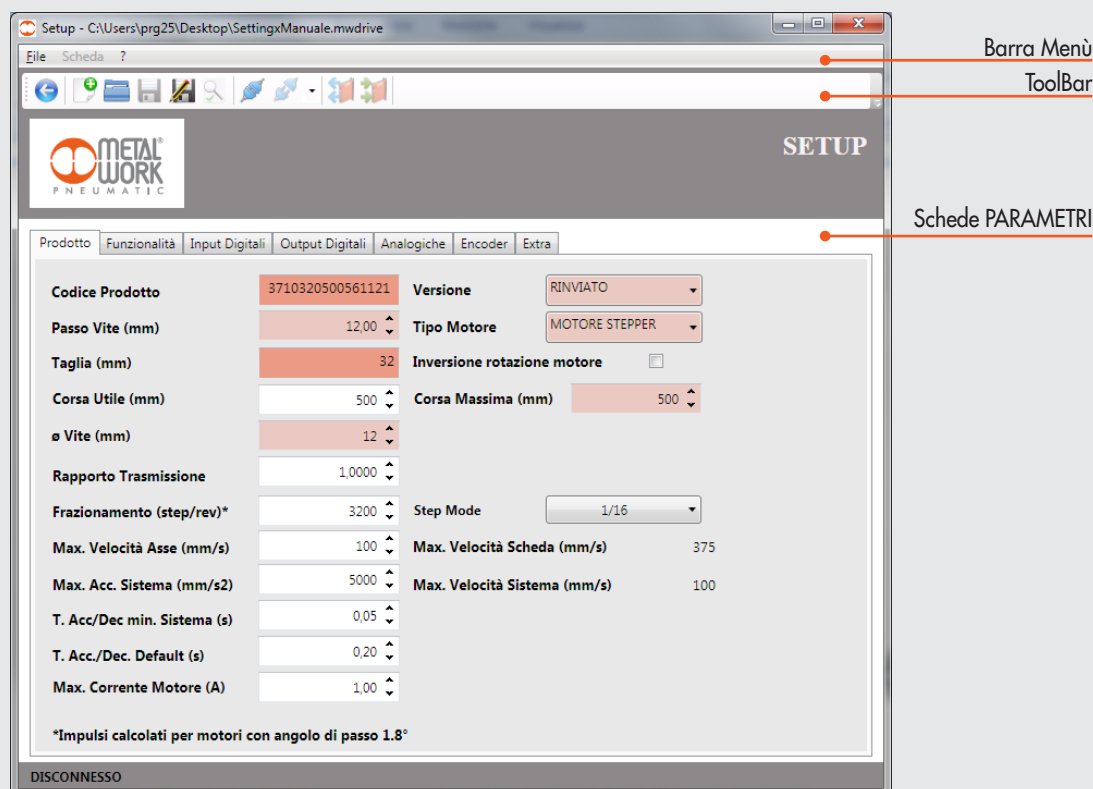 Setup - C:\Users\prg25\Desktop\SettingxManuale.mwdrive
File Scheda ?
Barra Menù
ToolBar
METAL WORK®
PNEUMATIC
SETUP
Schede PARAMETRI
Prodotto Funzionalità Input Digitali Output Digitali Analogiche Encoder Extra
Codice Prodotto 3710320500561121 Versione RINVIATO
Passo Vite (mm) 12,00 Tipo Motore MOTORE STEPPER
Taglia (mm) 32 Inversione rotazione motore
Corsa Utile (mm) 500 Corsa Massima (mm) 500
ø Vite (mm) 12
Rapporto Trasmissione 1,0000
Frazionamento (step/rev)* 3200 Step Mode 1/16
Max. Velocità Asse (mm/s) 100 Max. Velocità Scheda (mm/s) 375
Max. Acc. Sistema (mm/s2) 5000 Max. Velocità Sistema (mm/s) 100
T. Acc/Dec min. Sistema (s) 0,05
T. Acc./Dec. Default (s) 0,20
Max. Corrente Motore (A) 1,00
*Impulsi calcolati per motori con angolo di passo 1.8°
DISCONNESSO